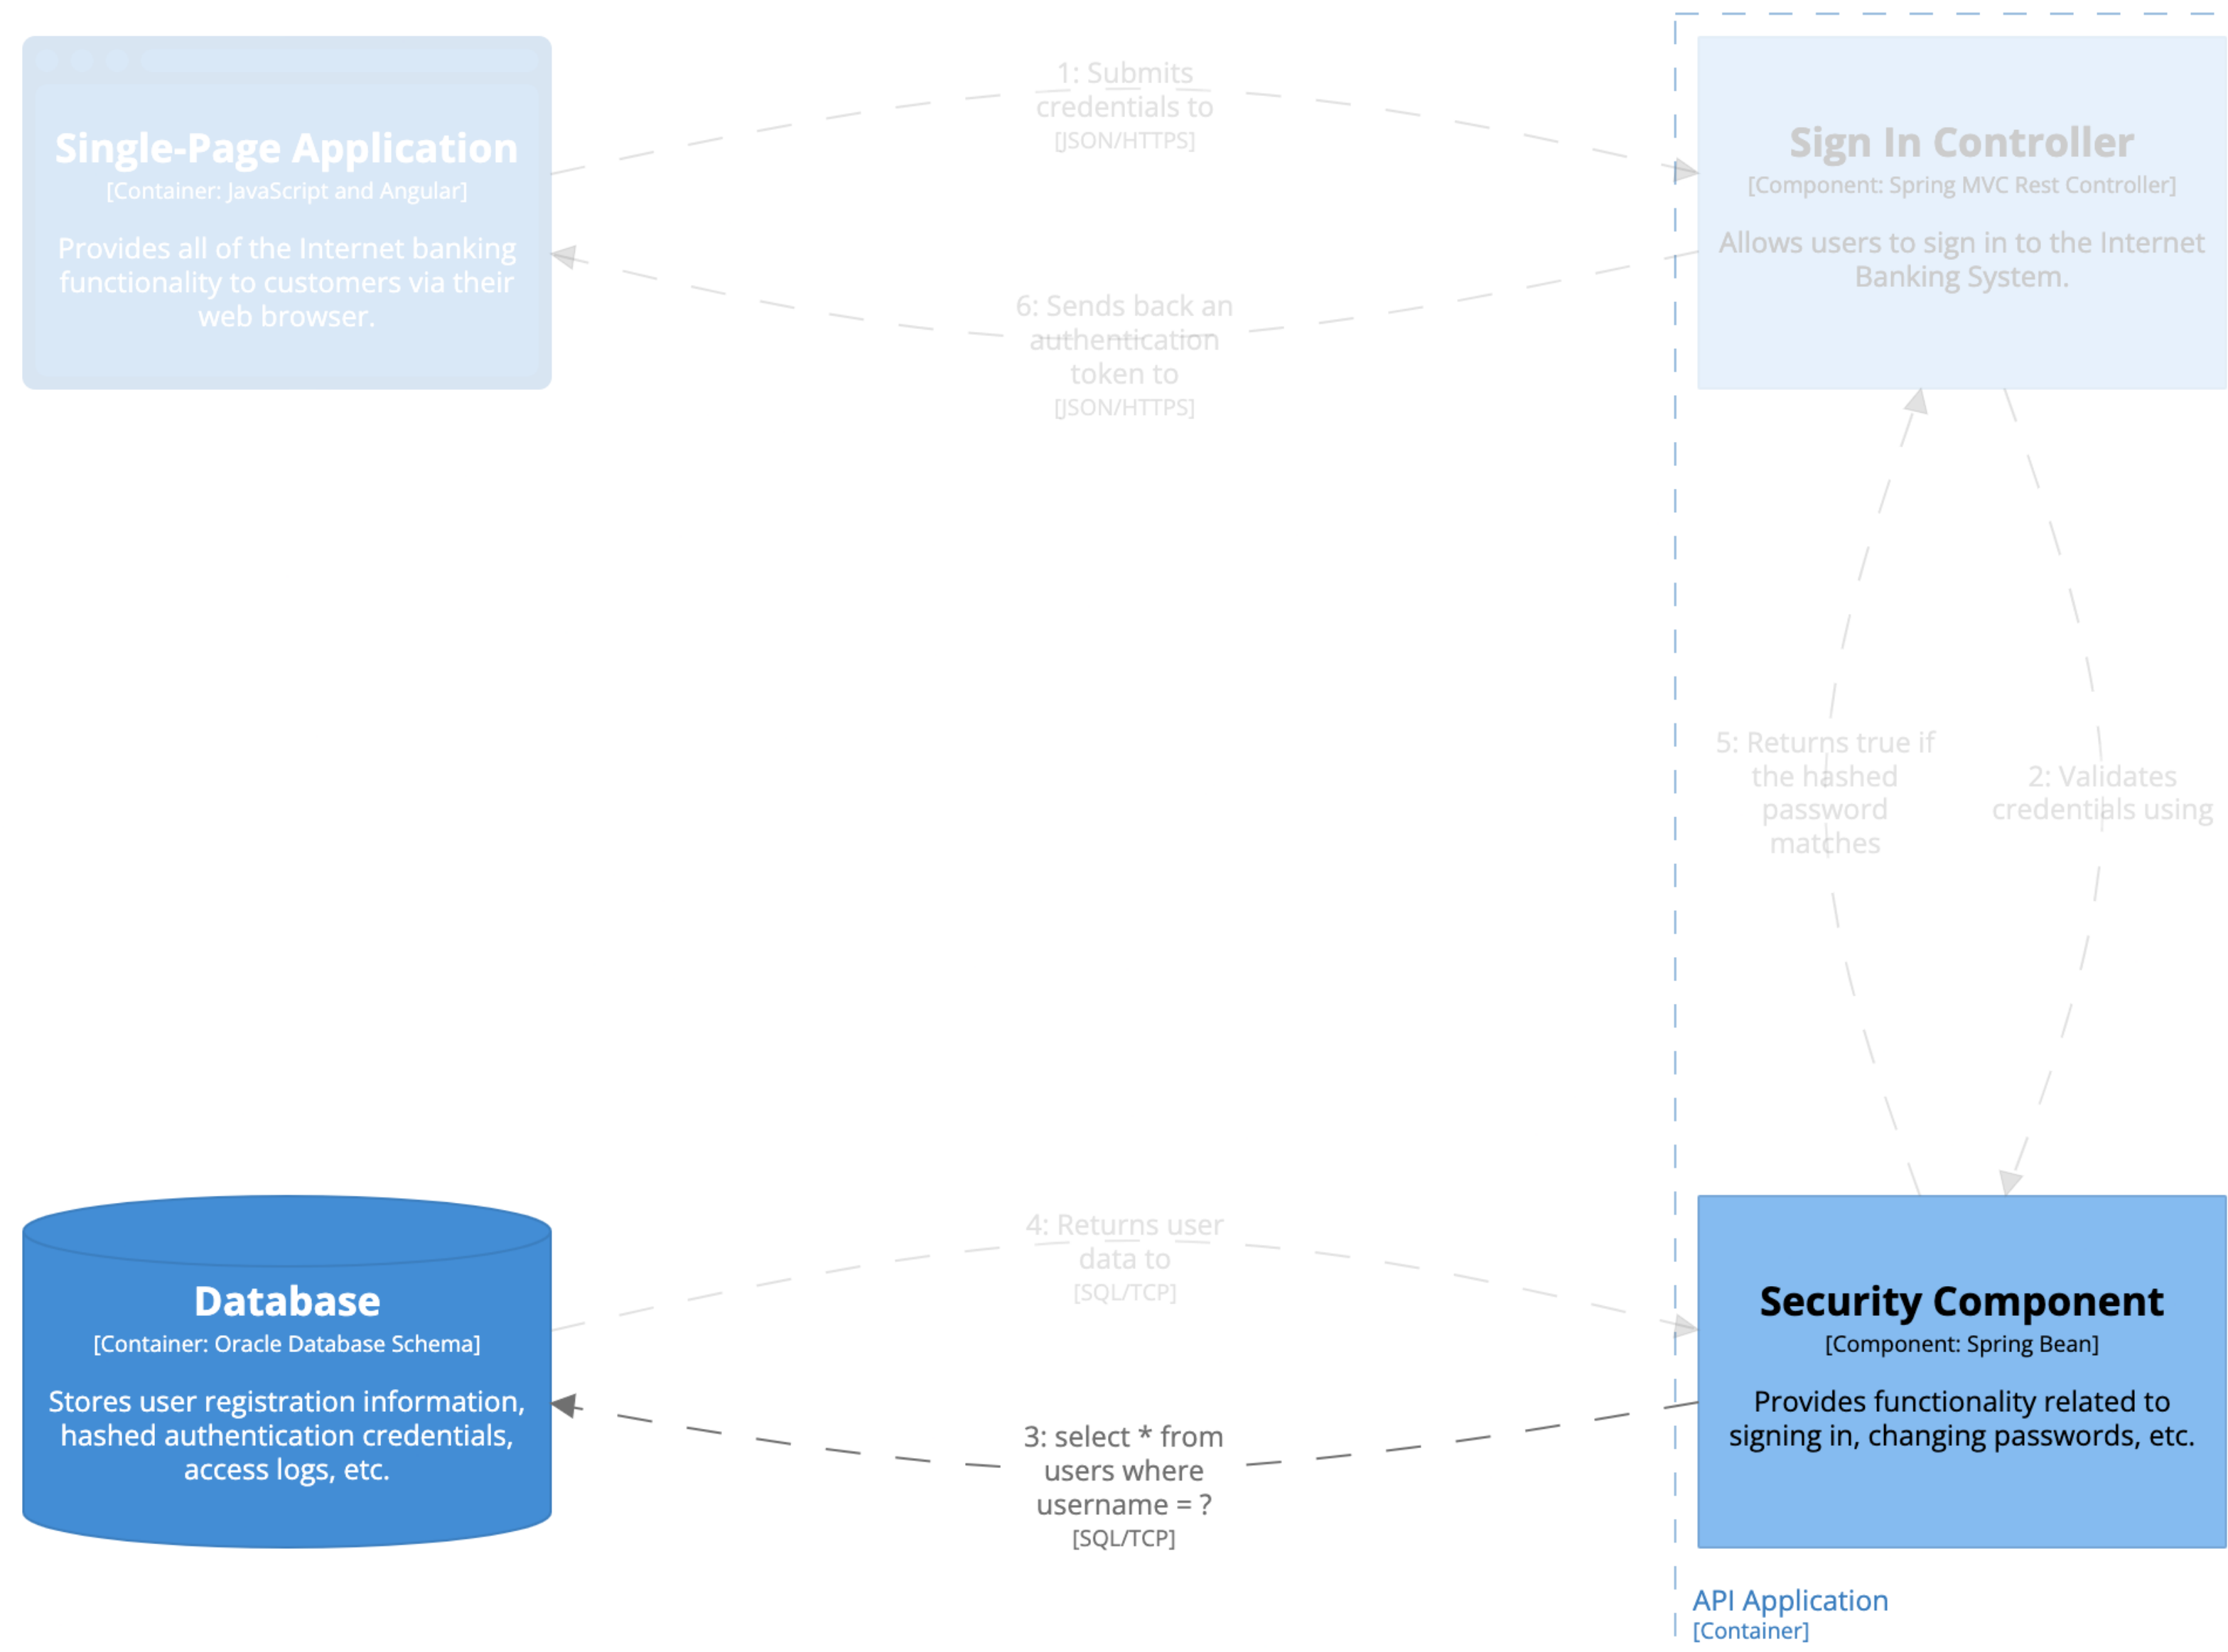 Single-Page Application
[Container: JavaScript and Angular]
Provides all of the Internet banking
functionality to customers via their
web browser.
1: Submits
credentials to
[JSON/HTTPS]
6: Sends back an
authentication
token to
[JSON/HTTPS]
Sign In Controller
[Component: Spring MVC Rest Controller]
Allows users to sign in to the Internet
Banking System.
5: Returns true if
the hashed
password
matches
2: Validates
credentials using
Database
[Container: Oracle Database Schema]
Stores user registration information,
hashed authentication credentials,
access logs, etc.
4: Returns user
data to
[SQL/TCP]
3: select * from
users where
username = ?
[SQL/TCP]
Security Component
[Component: Spring Bean]
Provides functionality related to
signing in, changing passwords, etc.
API Application
[Container]